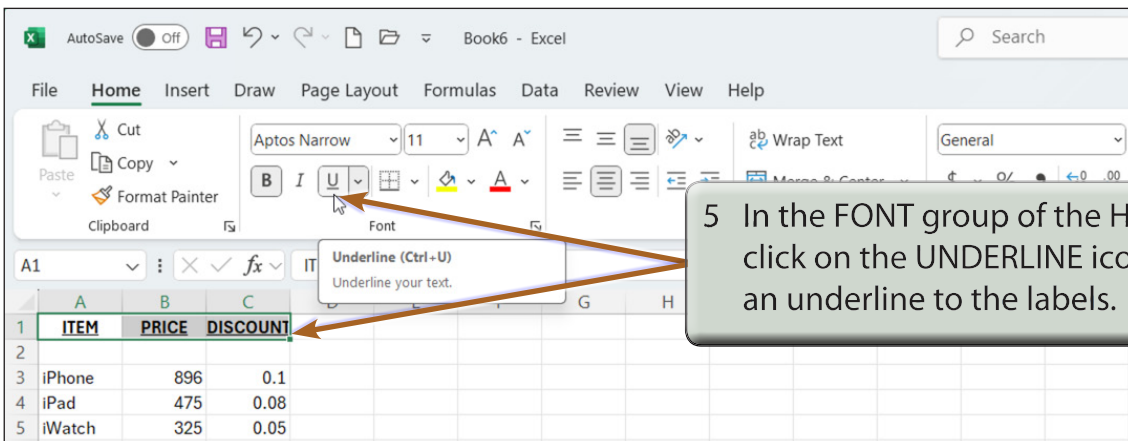 AutoSave Off Book6 - Excel Search
File Home Insert Draw Page Layout Formulas Data Review View Help
Cut
Copy
Paste
Format Painter
Clipboard
Aptos Narrow 11 A A
B I U A
Font
ab Wrap Text
General
A1 fx IT
Underline (Ctrl+U)
Underline your text.
5 In the FONT group of the H
click on the UNDERLINE ico
an underline to the labels.
A B C G H
1 ITEM PRICE DISCOUNT
2
3 iPhone 896 0.1
4 iPad 475 0.08
5 iWatch 325 0.05